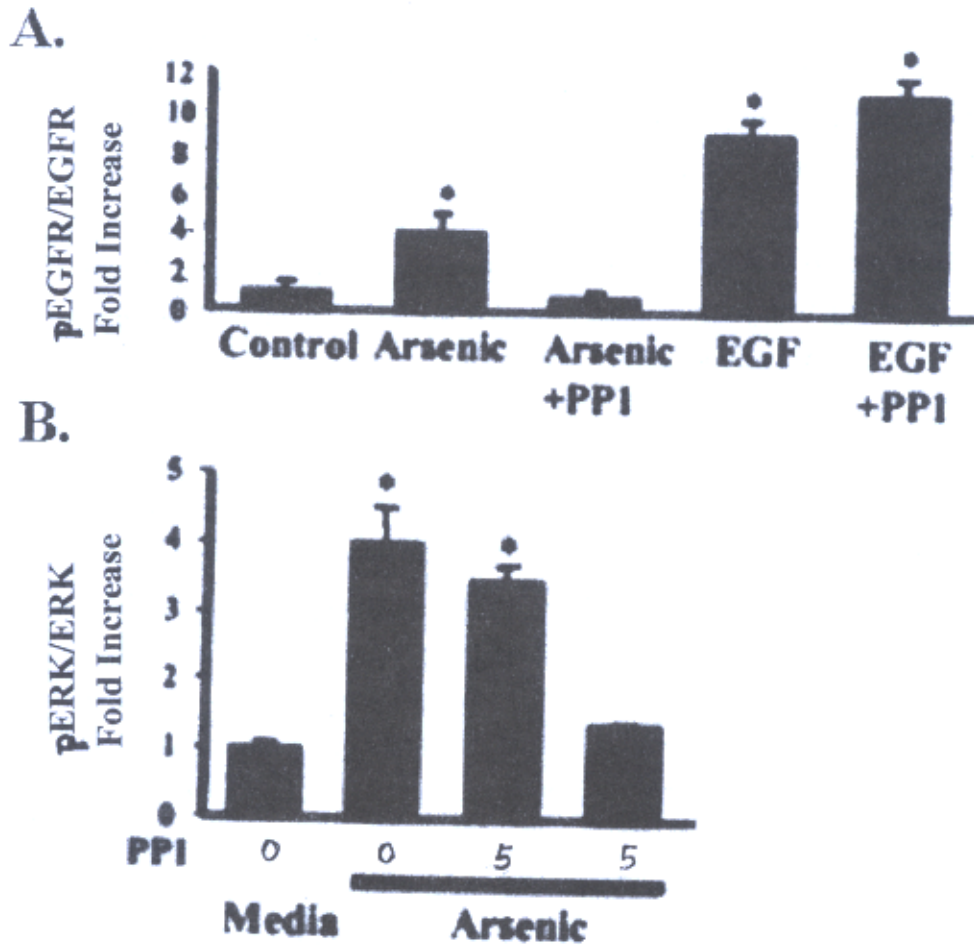 A.
pEGFR/EGFR
Fold Increase
12
10
8
6
4
2
0
Control Arsenic Arsenic +PP1 EGF EGF +PP1
B.
pERK/ERK
Fold Increase
5
4
3
2
1
0
PP1 0 0 5 5
Media Arsenic